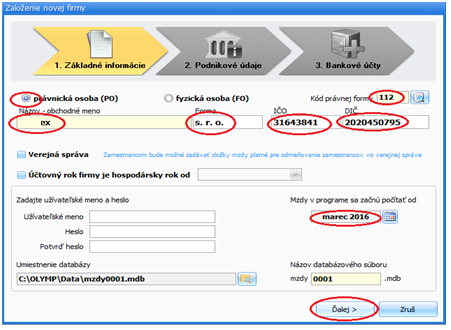 Založenie novej firmy
1. Základné informácie
2. Podnikové údaje
3. Bankové účty
právnická osoba (PO) fyzická osoba (FO) Kód právnej formy 112
Názov - obchodné meno Forma IČO DIČ
ex s. r. o. 31643841 2020450795
Verejná správa Zamestnancom bude možné zadávať zložky mzdy platné pre odmeňovanie zamestnancov vo verejnej správe
Účtovný rok firmy je hospodársky rok od
Zadajte užívateľské meno a heslo Mzdy v programe sa začnú počítať od
Užívateľské meno marec 2016
Heslo
Potvrď heslo
Umiestenie databázy Názov databázového súboru
C:\OLYMP\Data\mzdy0001.mdb mzdy 0001 .mdb
Ďalej > Zruš